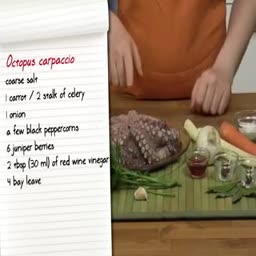 Octopus carpaccio
coarse salt
1 carrot / 2 stalk of celery
1 onion
a few black peppercorns
6 juniper berries
2 tbsp (30 ml) of red wine vinegar
4 bay leave